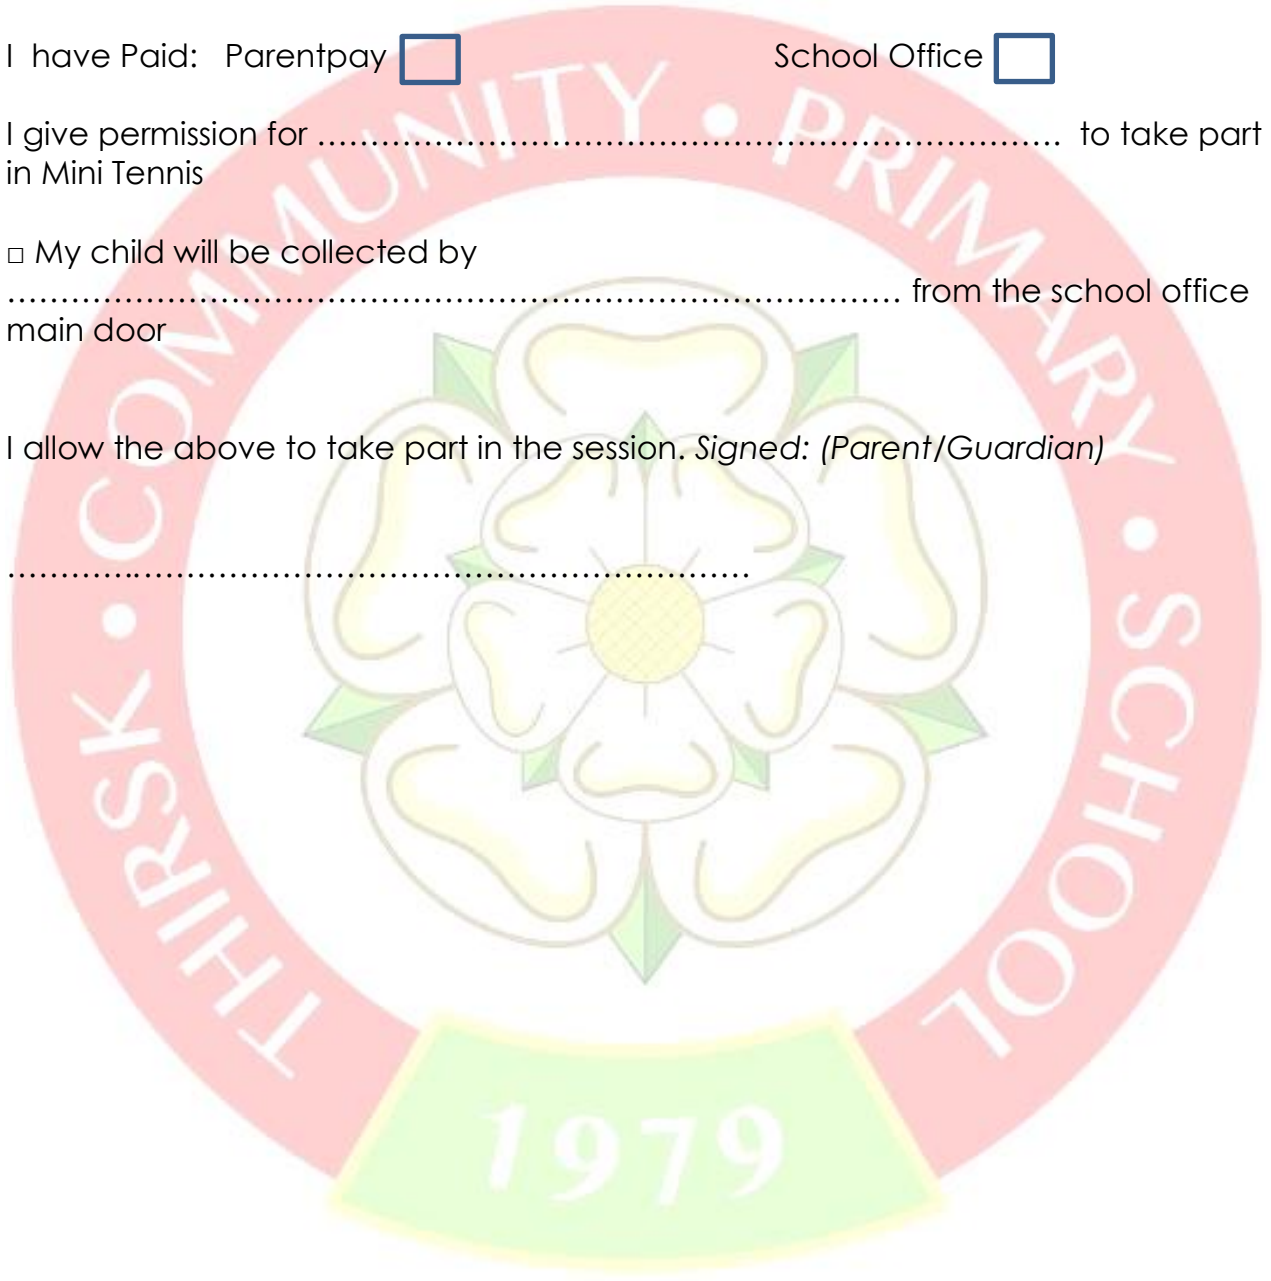 I  have Paid:   Parentpay                                   School Office
I give permission for …………………………………………………………… to take part
in Mini Tennis
□ My child will be collected by
………………………………………………………………………… from the school office
main door
I allow the above to take part in the session. Signed: (Parent/Guardian)
……………………………………………………………
THIRSK • COMMUNITY • PRIMARY • SCHOOL
1979